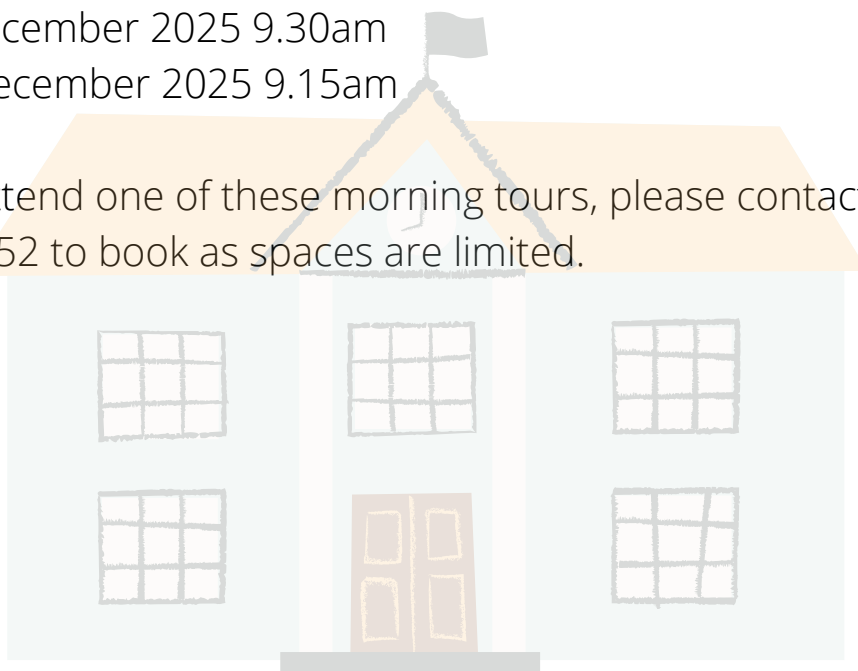 cember 2025 9.30am
ecember 2025 9.15am
tend one of these morning tours, please contact
52 to book as spaces are limited.